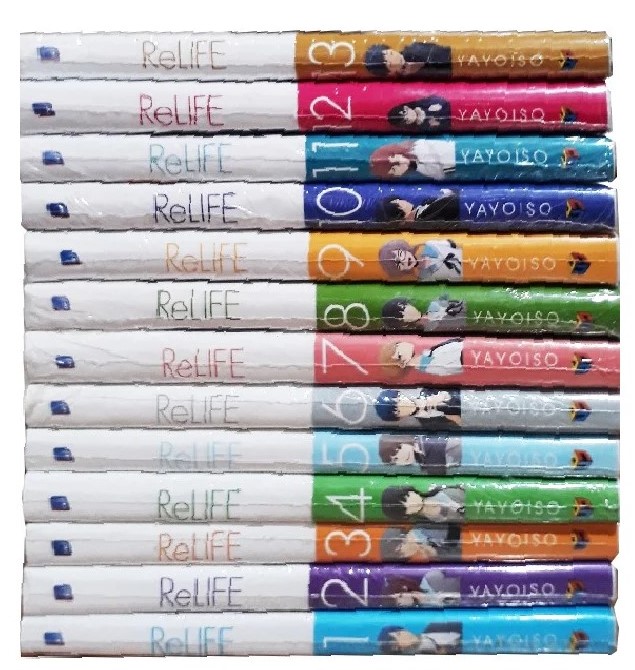 ReLIFE 13 YAYOISO
ReLIFE 12 YAYOISO
ReLIFE 11 YAYOISO
ReLIFE 10 YAYOISO
ReLIFE 9 YAYOISO
ReLIFE 8 YAYOISO
ReLIFE 7 YAYOISO
ReLIFE 6 YAYOISO
ReLIFE 5 YAYOISO
ReLIFE 4 YAYOISO
ReLIFE 3 YAYOISO
ReLIFE 2 YAYOISO
ReLIFE 1 YAYOISO